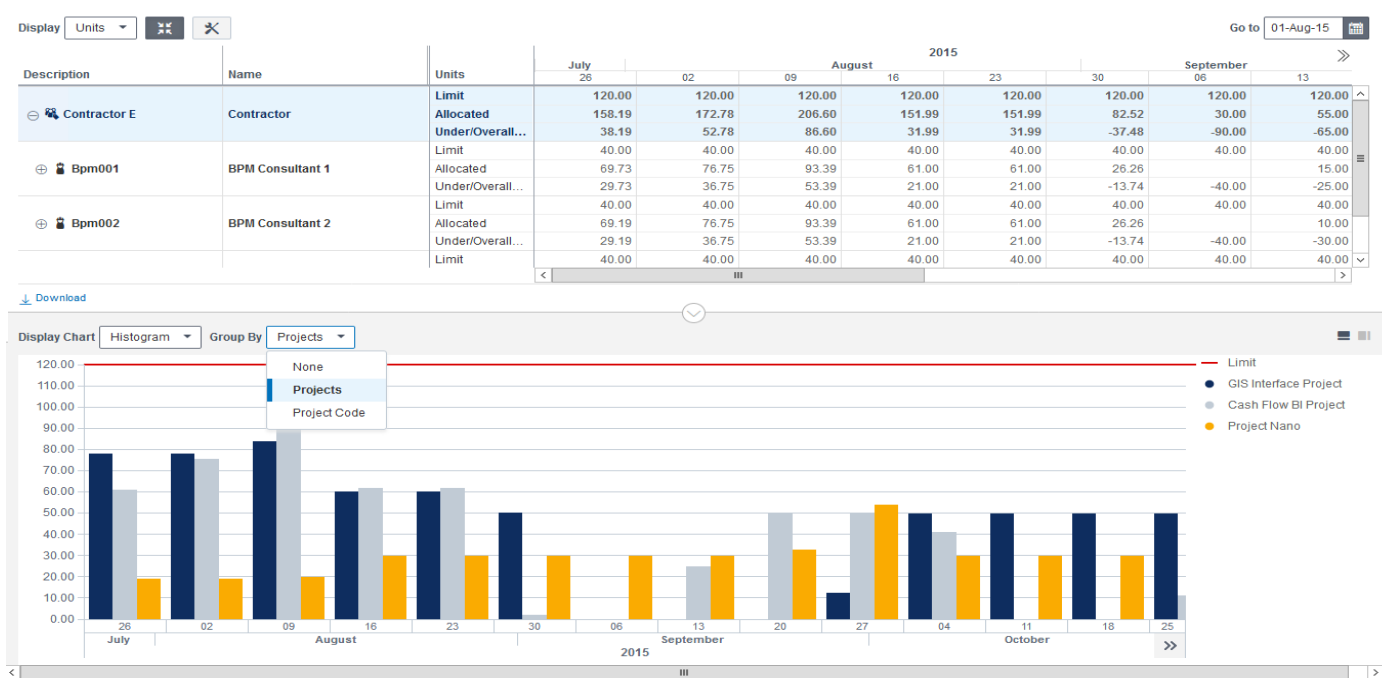 Display Units Go to 01-Aug-15
2015
July August September
Description Name Units 26 02 09 16 23 30 06 13
Limit 120.00 120.00 120.00 120.00 120.00 120.00 120.00 120.00
Contractor E Contractor Allocated 158.19 172.78 206.60 151.99 151.99 82.52 30.00 55.00
Under/Overall... 38.19 52.78 86.60 31.99 31.99 -37.48 -90.00 -65.00
Limit 40.00 40.00 40.00 40.00 40.00 40.00 40.00 40.00
Bpm001 BPM Consultant 1 Allocated 69.73 76.75 93.39 61.00 61.00 26.26 15.00
Under/Overall... 29.73 36.75 53.39 21.00 21.00 -13.74 -40.00 -25.00
Limit 40.00 40.00 40.00 40.00 40.00 40.00 40.00 40.00
Bpm002 BPM Consultant 2 Allocated 69.19 76.75 93.39 61.00 61.00 26.26 10.00
Under/Overall... 29.19 36.75 53.39 21.00 21.00 -13.74 -40.00 -30.00
Limit 40.00 40.00 40.00 40.00 40.00 40.00 40.00 40.00
Download
Display Chart Histogram Group By Projects
None
Projects
Project Code
120.00
110.00
100.00
90.00
80.00
70.00
60.00
50.00
40.00
30.00
20.00
10.00
0.00
Limit
GIS Interface Project
Cash Flow BI Project
Project Nano
26 02 09 16 23 30 06 13 20 27 04 11 18 25
July August September October
2015